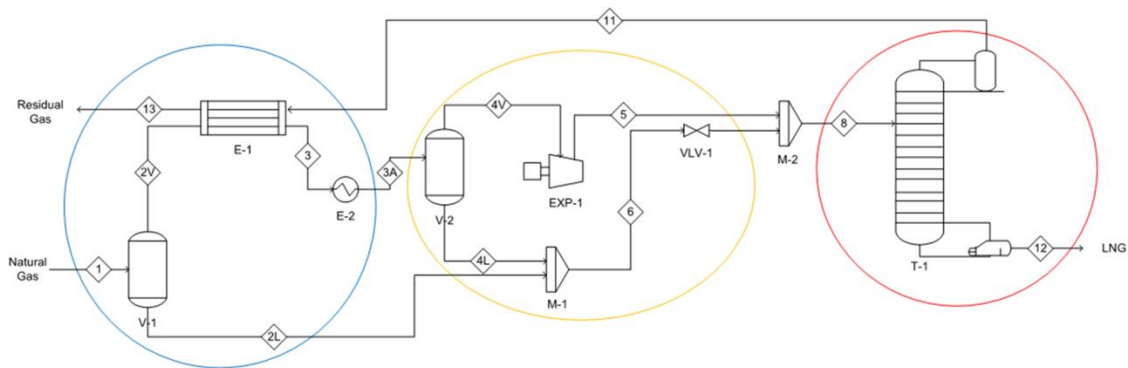 11
Residual
Gas
13
4V
5
8
E-1
VLV-1
M-2
2V
3
3A
E-2
V-2
EXP-1
6
Natural
Gas
1
4L
12
LNG
T-1
M-1
V-1
2L